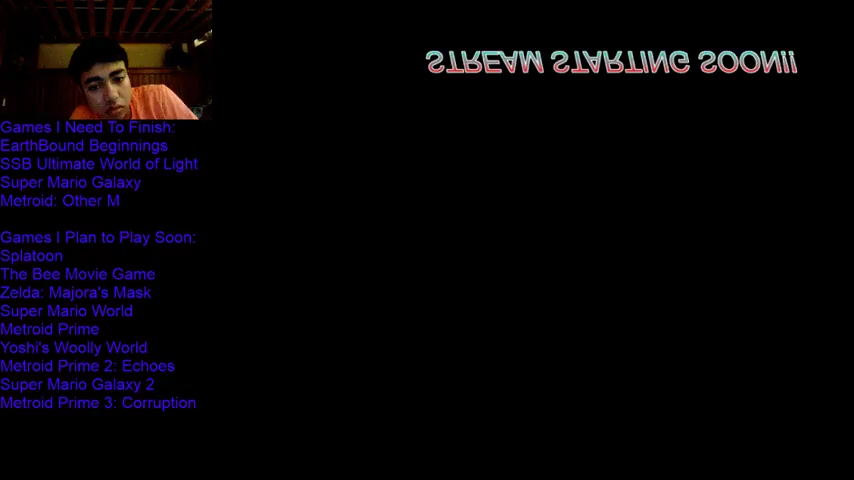 STREAM STARTING SOON!!
Games I Need To Finish:
EarthBound Beginnings
SSB Ultimate World of Light
Super Mario Galaxy
Metroid: Other M
Games I Plan to Play Soon:
Splatoon
The Bee Movie Game
Zelda: Majora's Mask
Super Mario World
Metroid Prime
Yoshi's Woolly World
Metroid Prime 2: Echoes
Super Mario Galaxy 2
Metroid Prime 3: Corruption